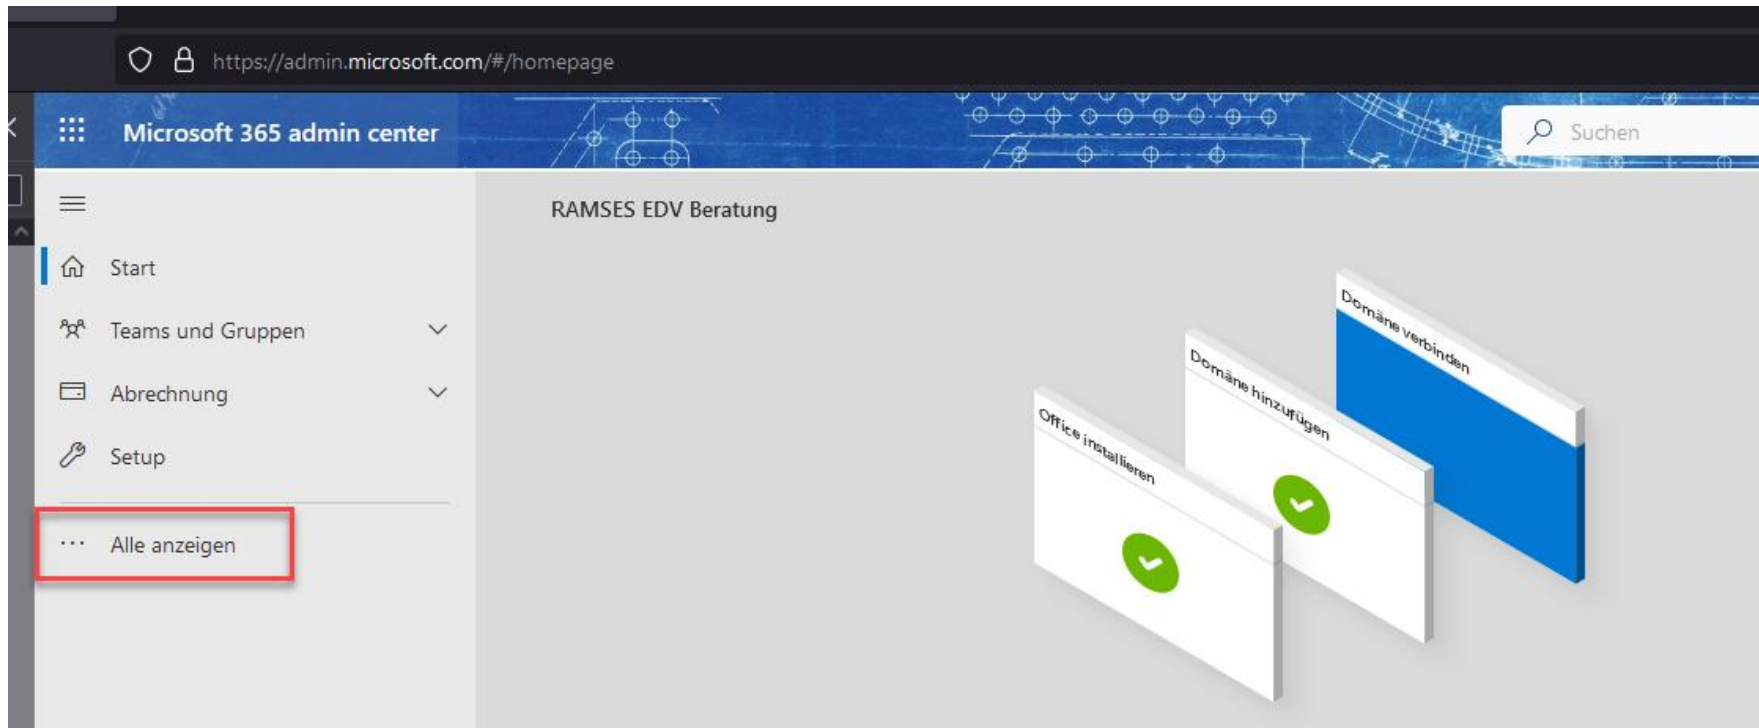 https://admin.microsoft.com/#/homepage
Microsoft 365 admin center
Suchen
RAMSES EDV Beratung
Start
Teams und Gruppen
Abrechnung
Setup
Alle anzeigen
Domäne verbinden
Domäne hinzufügen
Office installieren